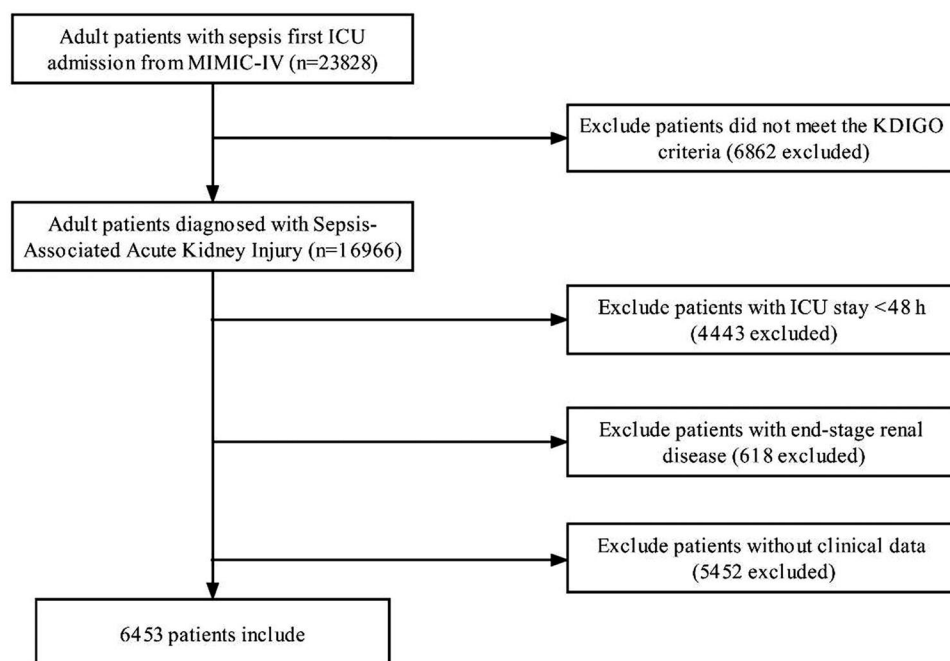 Adult patients with sepsis first ICU
admission from MIMIC-IV (n=23828)
Exclude patients did not meet the KDIGO
criteria (6862 excluded)
Adult patients diagnosed with Sepsis-
Associated Acute Kidney Injury (n=16966)
Exclude patients with ICU stay <48 h
(4443 excluded)
Exclude patients with end-stage renal
disease (618 excluded)
Exclude patients without clinical data
(5452 excluded)
6453 patients include